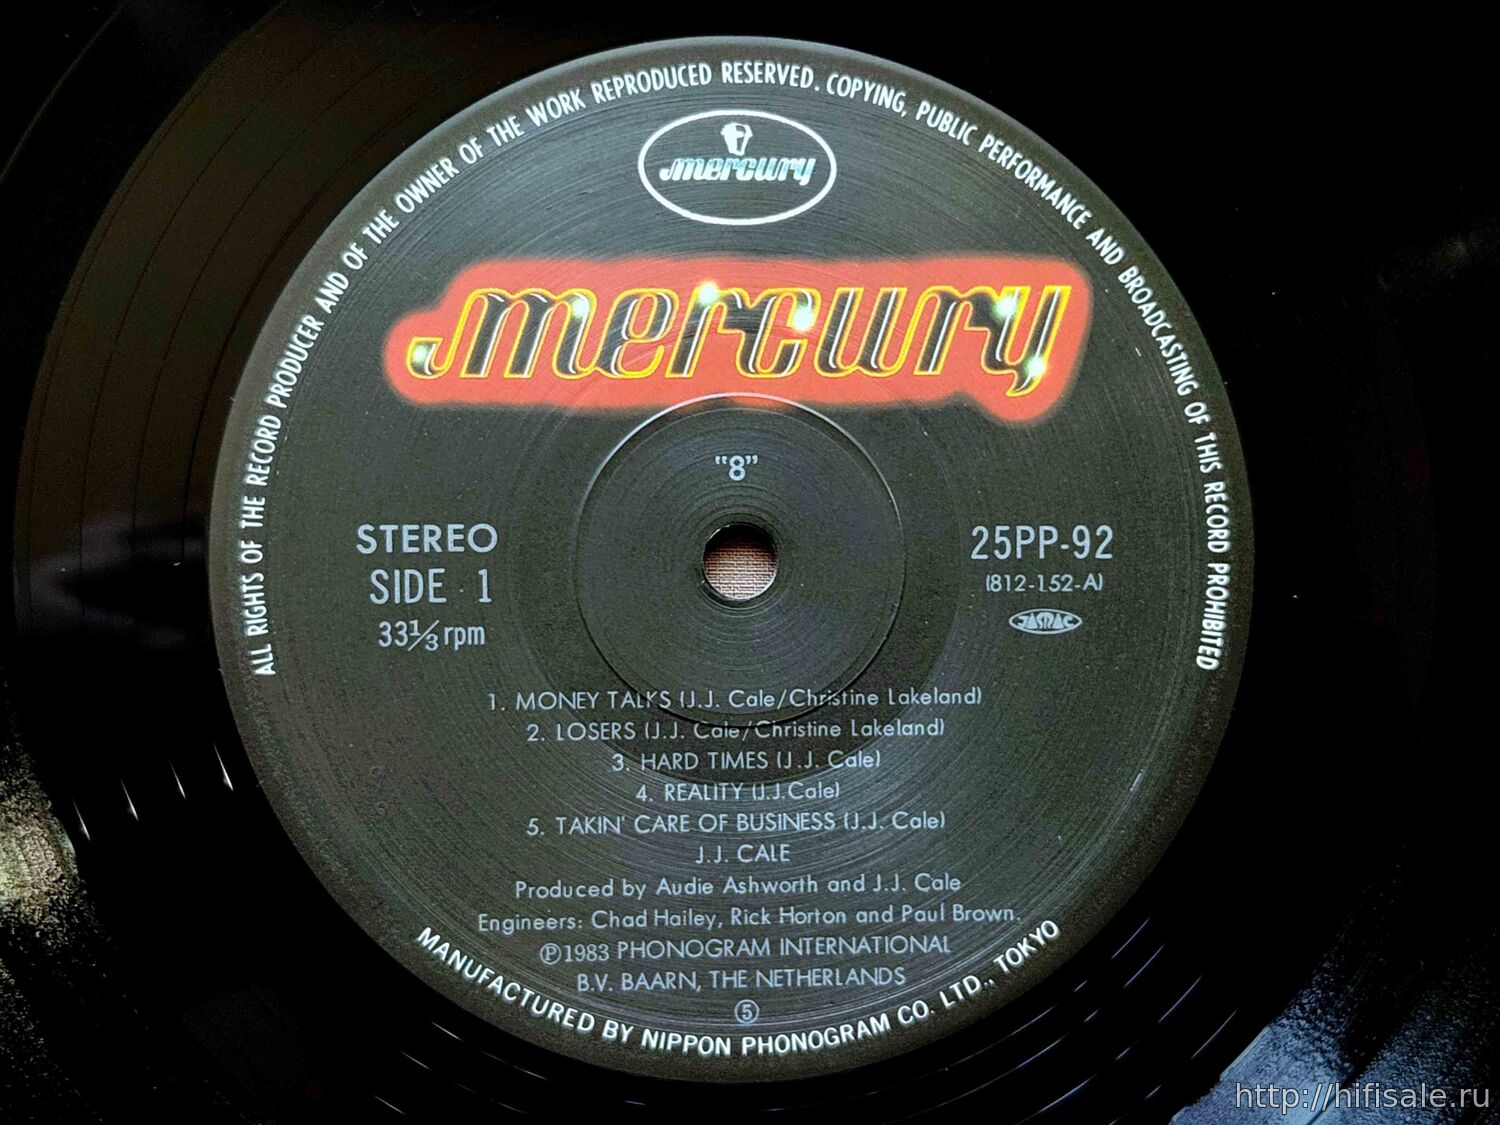 ALL RIGHTS OF THE RECORD PRODUCER AND OF THE OWNER OF THE WORK REPRODUCED RESERVED. COPYING, PUBLIC PERFORMANCE AND BROADCASTING OF THIS RECORD PROHIBITED
mercury
mercury
"8"
STEREO
SIDE · 1
33⅓ rpm
25PP-92
(812-152-A)
JASRAC
1. MONEY TALKS (J.J. Cale/Christine Lakeland)
2. LOSERS (J.J. Cale/Christine Lakeland)
3. HARD TIMES (J.J. Cale)
4. REALITY (J.J.Cale)
5. TAKIN' CARE OF BUSINESS (J.J. Cale)
J.J. CALE
Produced by Audie Ashworth and J.J. Cale
Engineers: Chad Hailey, Rick Horton and Paul Brown.
Ⓟ1983 PHONOGRAM INTERNATIONAL
B.V. BAARN, THE NETHERLANDS
⑤
MANUFACTURED BY NIPPON PHONOGRAM CO. LTD., TOKYO
http://hifisale.ru